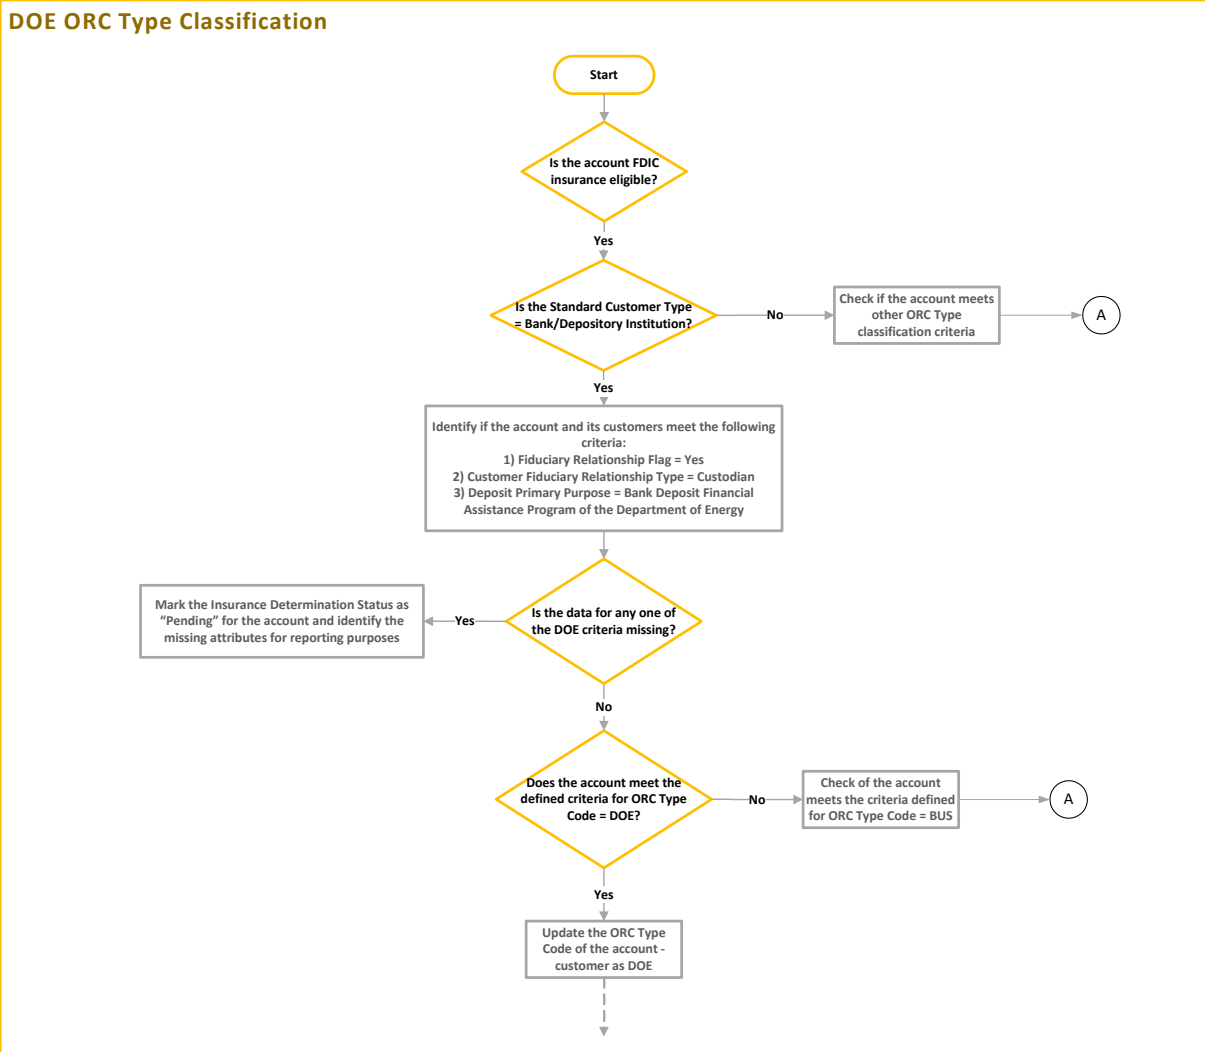 DOE ORC Type Classification
Start
Is the account FDIC
insurance eligible?
Yes
Is the Standard Customer Type
= Bank/Depository Institution?
No
Check if the account meets
other ORC Type
classification criteria
A
Yes
Identify if the account and its customers meet the following
criteria:
1) Fiduciary Relationship Flag = Yes
2) Customer Fiduciary Relationship Type = Custodian
3) Deposit Primary Purpose = Bank Deposit Financial
Assistance Program of the Department of Energy
Is the data for any one of
the DOE criteria missing?
Yes
Mark the Insurance Determination Status as
“Pending” for the account and identify the
missing attributes for reporting purposes
No
Does the account meet the
defined criteria for ORC Type
Code = DOE?
No
Check of the account
meets the criteria defined
for ORC Type Code = BUS
A
Yes
Update the ORC Type
Code of the account -
customer as DOE